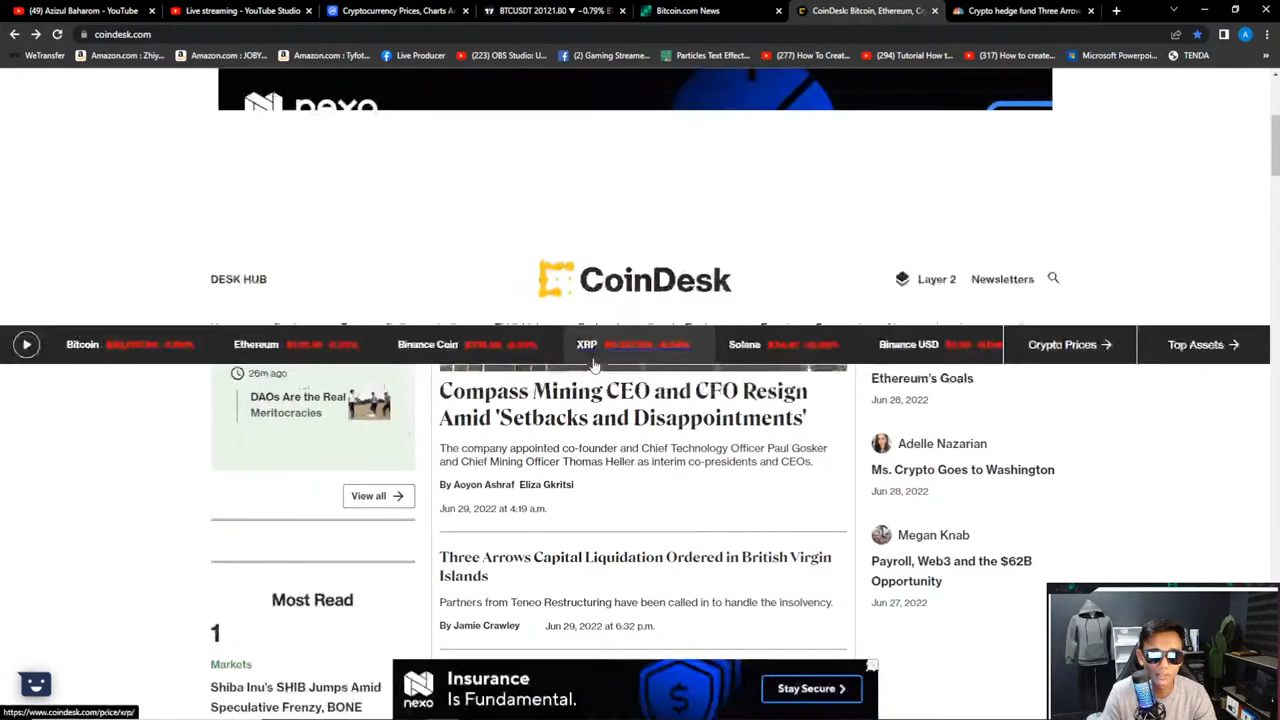 (49) Azizul Baharom - YouTube
Live streaming - YouTube Studio
Cryptocurrency Prices, Charts A
BTCUSDT 20121.80 ▼ −0.79% B
Bitcoin.com News
CoinDesk: Bitcoin, Ethereum, Cr
Crypto hedge fund Three Arrow
coindesk.com
WeTransfer
Amazon.com : Zhiy...
Amazon.com : JOBY...
Amazon.com : Tyfot...
Live Producer
(223) OBS Studio: U...
(2) Gaming Streame...
Particles Text Effect...
(277) How To Creat...
(294) Tutorial How t...
(317) How to create...
Microsoft Powerpoi...
TENDA
nexo
DESK HUB
CoinDesk
Layer 2
Newsletters
Bitcoin
Ethereum
Binance Coin
XRP
Solana
Binance USD
Crypto Prices →
Top Assets →
26m ago
DAOs Are the Real
Meritocracies
View all →
Most Read
1
Markets
Shiba Inu's SHIB Jumps Amid
Speculative Frenzy, BONE
Compass Mining CEO and CFO Resign
Amid 'Setbacks and Disappointments'
The company appointed co-founder and Chief Technology Officer Paul Gosker
and Chief Mining Officer Thomas Heller as interim co-presidents and CEOs.
By Aoyon Ashraf Eliza Gkritsi
Jun 29, 2022 at 4:19 a.m.
Three Arrows Capital Liquidation Ordered in British Virgin
Islands
Partners from Teneo Restructuring have been called in to handle the insolvency.
By Jamie Crawley Jun 29, 2022 at 6:32 p.m.
Ethereum's Goals
Jun 28, 2022
Adelle Nazarian
Ms. Crypto Goes to Washington
Jun 28, 2022
Megan Knab
Payroll, Web3 and the $62B
Opportunity
Jun 27, 2022
nexo
Insurance
Is Fundamental.
Stay Secure
https://www.coindesk.com/price/xrp/